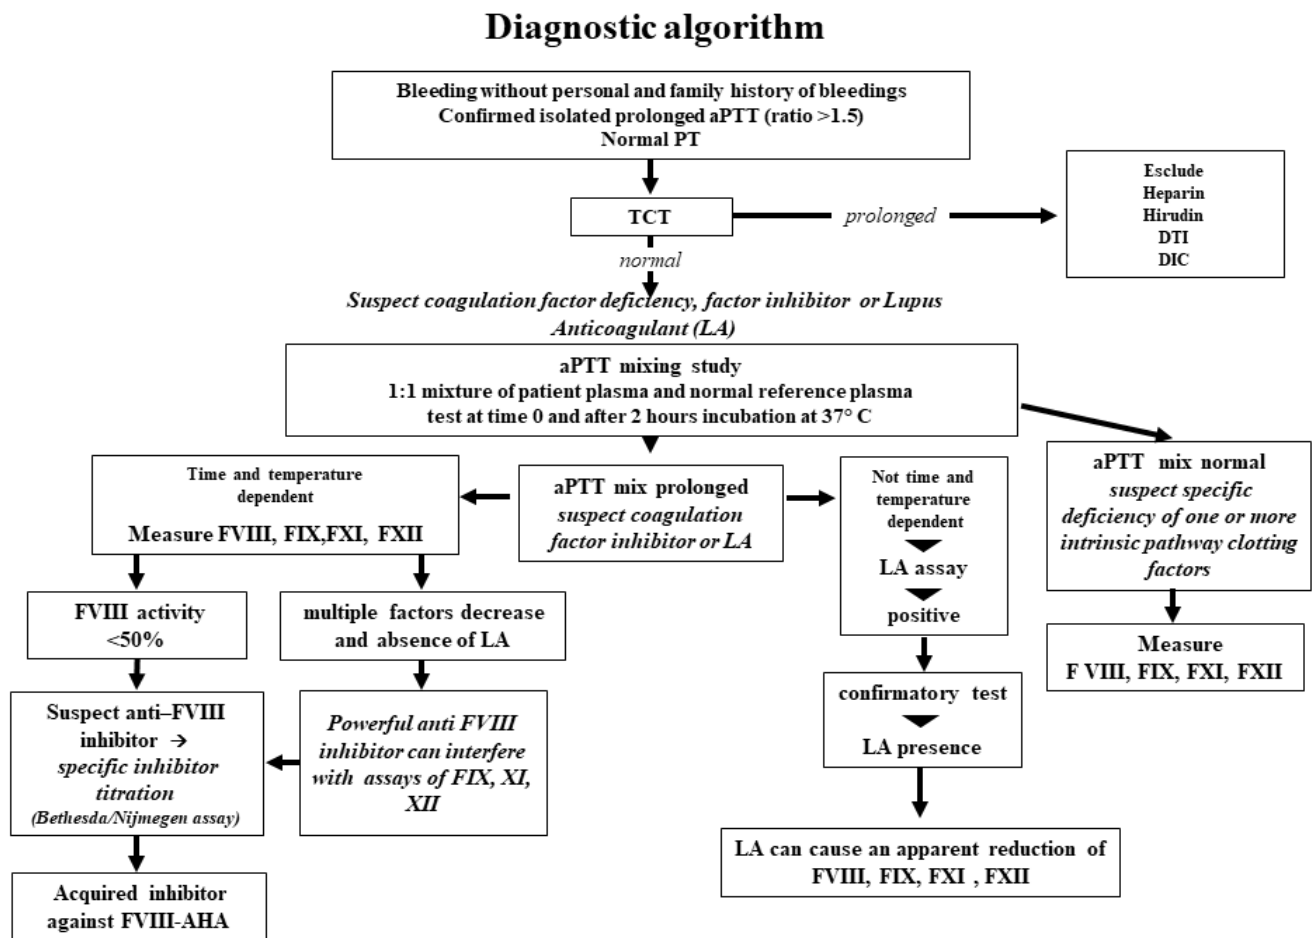 Diagnostic algorithm
Bleeding without personal and family history of bleedings
Confirmed isolated prolonged aPTT (ratio >1.5)
Normal PT
TCT
prolonged
Esclude
Heparin
Hirudin
DTI
DIC
normal
Suspect coagulation factor deficiency, factor inhibitor or Lupus
Anticoagulant (LA)
aPTT mixing study
1:1 mixture of patient plasma and normal reference plasma
test at time 0 and after 2 hours incubation at 37° C
Time and temperature
dependent
Measure FVIII, FIX,FXI, FXII
aPTT mix prolonged
suspect coagulation
factor inhibitor or LA
Not time and
temperature
dependent
LA assay
positive
aPTT mix normal
suspect specific
deficiency of one or more
intrinsic pathway clotting
factors
FVIII activity
<50%
multiple factors decrease
and absence of LA
Measure
F VIII, FIX, FXI, FXII
confirmatory test
LA presence
Suspect anti–FVIII
inhibitor →
specific inhibitor
titration
(Bethesda/Nijmegen assay)
Powerful anti FVIII
inhibitor can interfere
with assays of FIX, XI,
XII
LA can cause an apparent reduction of
FVIII, FIX, FXI , FXII
Acquired inhibitor
against FVIII-AHA